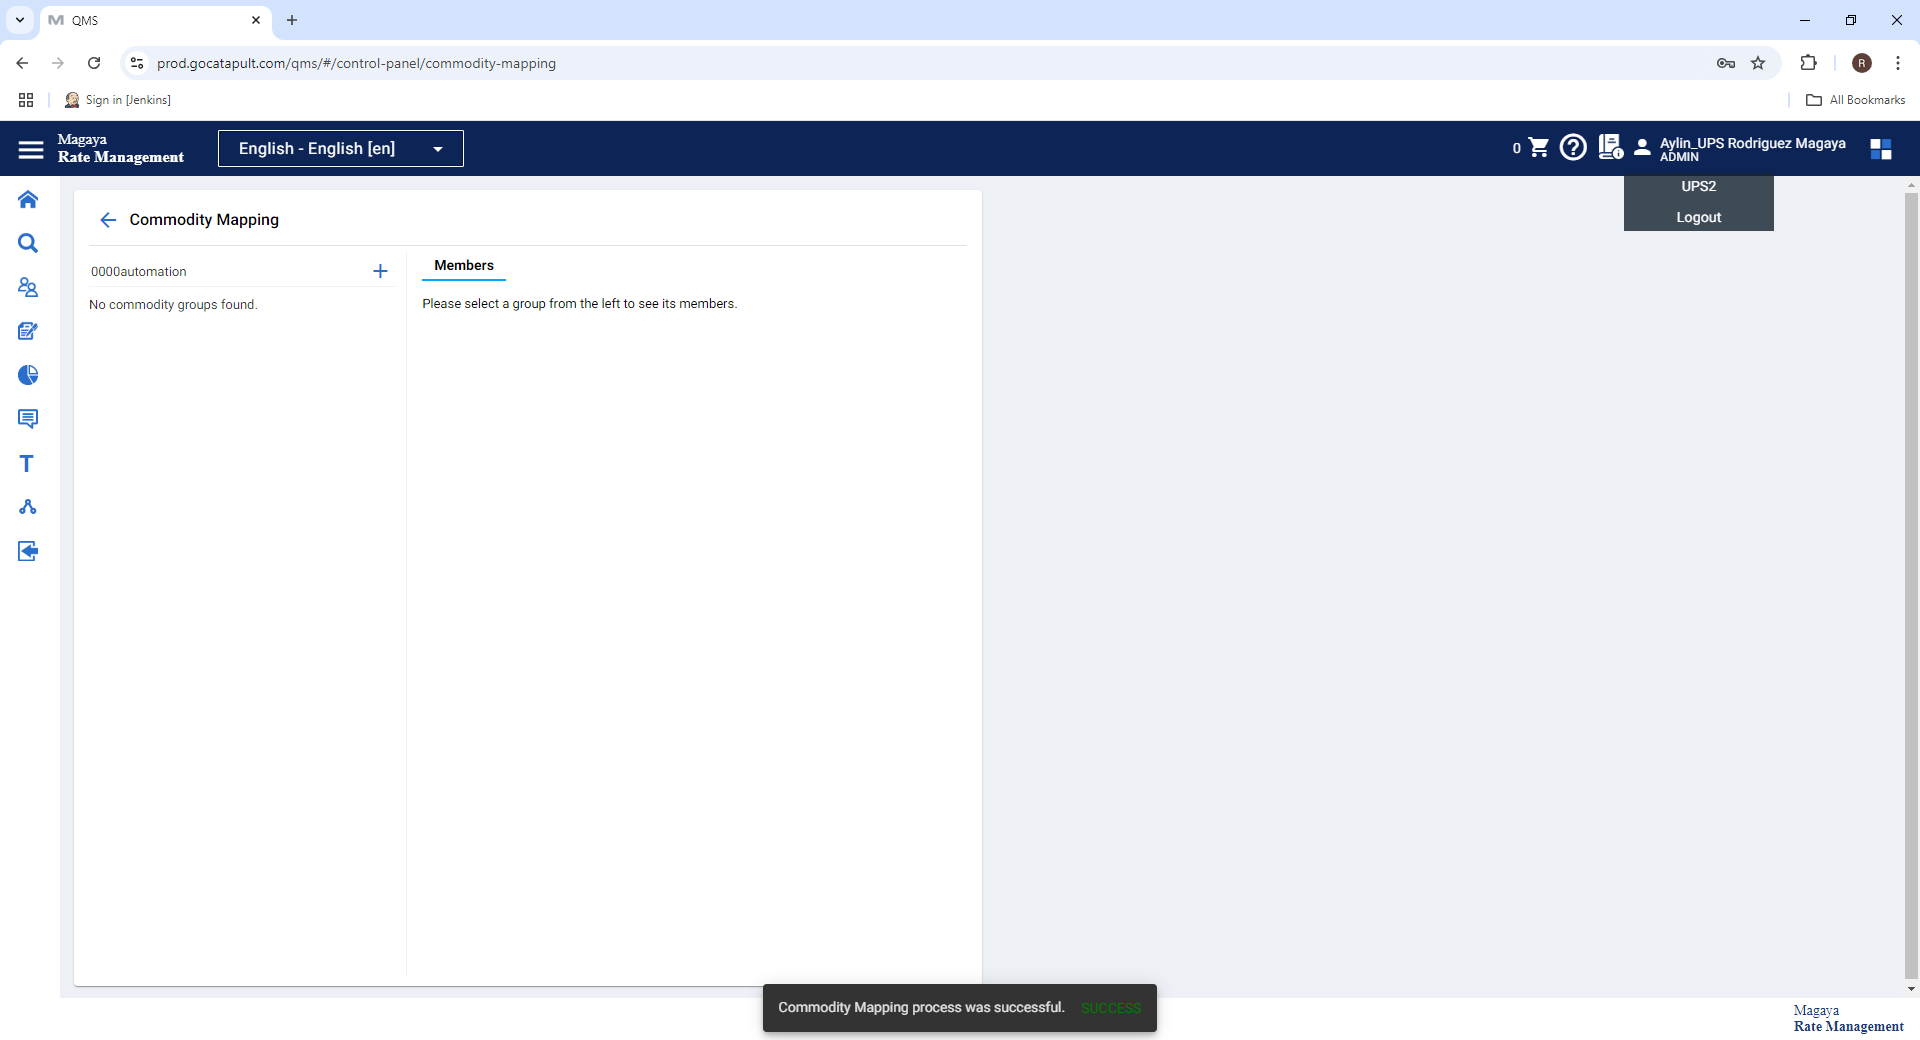 QMS
prod.gocatapult.com/qms/#/control-panel/commodity-mapping
R
Sign in [Jenkins]
All Bookmarks
Magaya
Rate Management
English - English [en]
0
Aylin_UPS Rodriguez Magaya
ADMIN
UPS2
Logout
Commodity Mapping
0000automation
No commodity groups found.
Members
Please select a group from the left to see its members.
T
Commodity Mapping process was successful. SUCCESS
Magaya
Rate Management